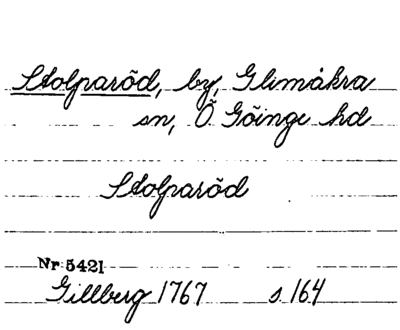 Stolparöd, by, Glimåkra
sn, Ö Göinge hd
Stolparöd
Nr 5421
Gillberg 1767 s 164